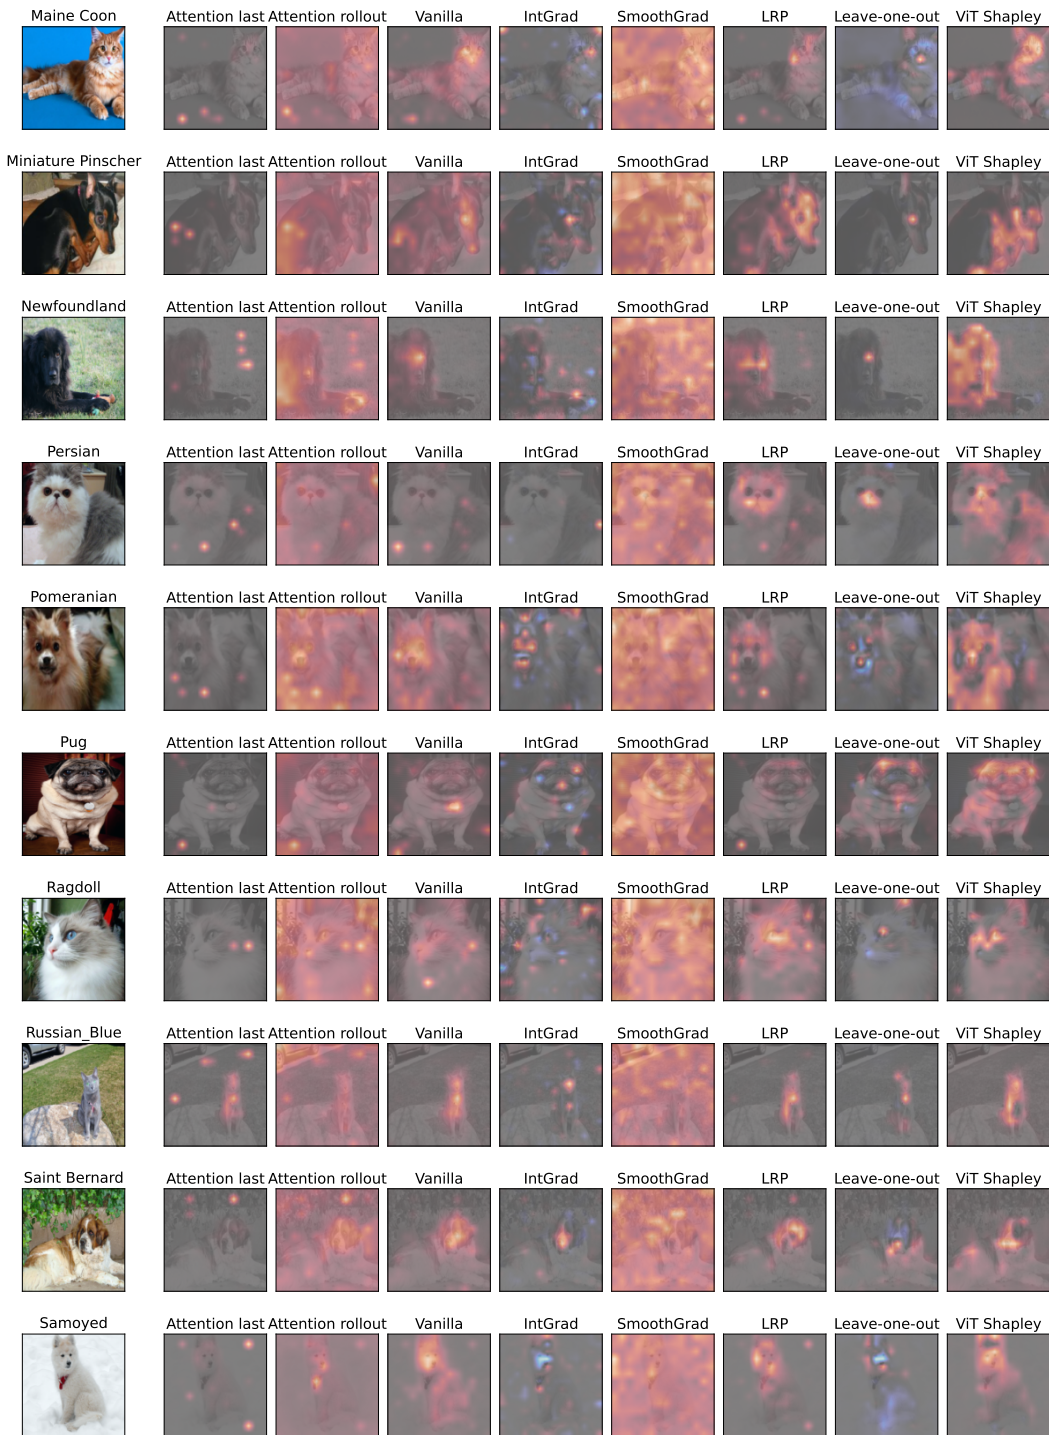 Maine Coon Attention last Attention rollout Vanilla IntGrad SmoothGrad LRP Leave-one-out ViT Shapley
Miniature Pinscher Attention last Attention rollout Vanilla IntGrad SmoothGrad LRP Leave-one-out ViT Shapley
Newfoundland Attention last Attention rollout Vanilla IntGrad SmoothGrad LRP Leave-one-out ViT Shapley
Persian Attention last Attention rollout Vanilla IntGrad SmoothGrad LRP Leave-one-out ViT Shapley
Pomeranian Attention last Attention rollout Vanilla IntGrad SmoothGrad LRP Leave-one-out ViT Shapley
Pug Attention last Attention rollout Vanilla IntGrad SmoothGrad LRP Leave-one-out ViT Shapley
Ragdoll Attention last Attention rollout Vanilla IntGrad SmoothGrad LRP Leave-one-out ViT Shapley
Russian_Blue Attention last Attention rollout Vanilla IntGrad SmoothGrad LRP Leave-one-out ViT Shapley
Saint Bernard Attention last Attention rollout Vanilla IntGrad SmoothGrad LRP Leave-one-out ViT Shapley
Samoyed Attention last Attention rollout Vanilla IntGrad SmoothGrad LRP Leave-one-out ViT Shapley